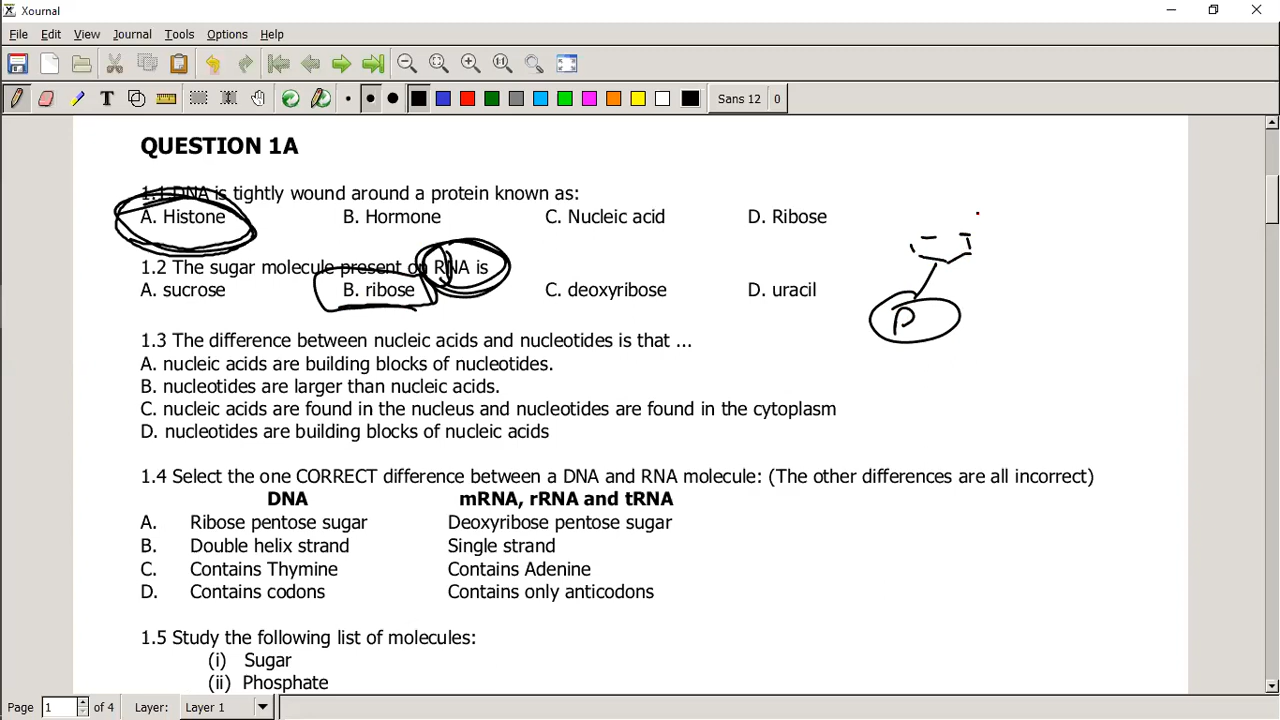 Xournal
File Edit View Journal Tools Options Help
Sans 12 0
QUESTION 1A
1.1 DNA is tightly wound around a protein known as:
A. Histone B. Hormone C. Nucleic acid D. Ribose
1.2 The sugar molecule present on RNA is
A. sucrose B. ribose C. deoxyribose D. uracil
P
1.3 The difference between nucleic acids and nucleotides is that ...
A. nucleic acids are building blocks of nucleotides.
B. nucleotides are larger than nucleic acids.
C. nucleic acids are found in the nucleus and nucleotides are found in the cytoplasm
D. nucleotides are building blocks of nucleic acids
1.4 Select the one CORRECT difference between a DNA and RNA molecule: (The other differences are all incorrect)
DNA mRNA, rRNA and tRNA
A. Ribose pentose sugar Deoxyribose pentose sugar
B. Double helix strand Single strand
C. Contains Thymine Contains Adenine
D. Contains codons Contains only anticodons
1.5 Study the following list of molecules:
(i) Sugar
(ii) Phosphate
Page 1 of 4 Layer: Layer 1